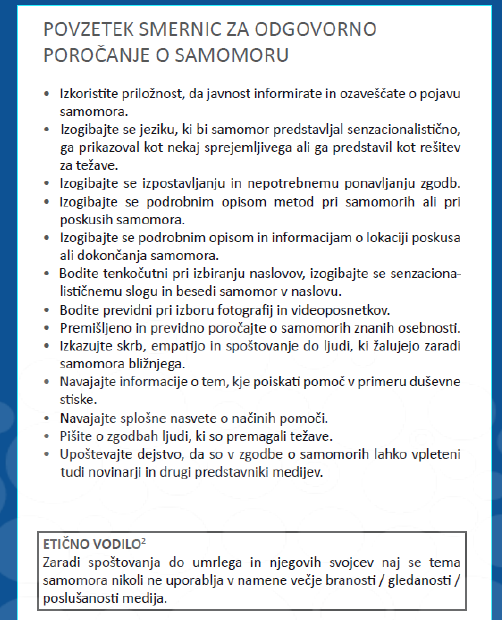 POVZETEK SMERNIC ZA ODGOVORNO
POROČANJE O SAMOMORU
• Izkoristite priložnost, da javnost informirate in ozaveščate o pojavu
samomora.
• Izogibajte se jeziku, ki bi samomor predstavljal senzacionalistično,
ga prikazoval kot nekaj sprejemljivega ali ga predstavil kot rešitev
za težave.
• Izogibajte se izpostavljanju in nepotrebnemu ponavljanju zgodb.
• Izogibajte se podrobnim opisom metod pri samomorih ali pri
poskusih samomora.
• Izogibajte se podrobnim opisom in informacijam o lokaciji poskusa
ali dokončanja samomora.
• Bodite tenkočutni pri izbiranju naslovov, izogibajte se senzaciona-
lističnemu slogu in besedi samomor v naslovu.
• Bodite previdni pri izboru fotografij in videoposnetkov.
• Premišljeno in previdno poročajte o samomorih znanih osebnosti.
• Izkazujte skrb, empatijo in spoštovanje do ljudi, ki žalujejo zaradi
samomora bližnjega.
• Navajajte informacije o tem, kje poiskati pomoč v primeru duševne
stiske.
• Navajajte splošne nasvete o načinih pomoči.
• Pišite o zgodbah ljudi, ki so premagali težave.
• Upoštevajte dejstvo, da so v zgodbe o samomorih lahko vpleteni
tudi novinarji in drugi predstavniki medijev.
ETIČNO VODILO²
Zaradi spoštovanja do umrlega in njegovih svojcev naj se tema
samomora nikoli ne uporablja v namene večje branosti / gledanosti /
poslušanosti medija.